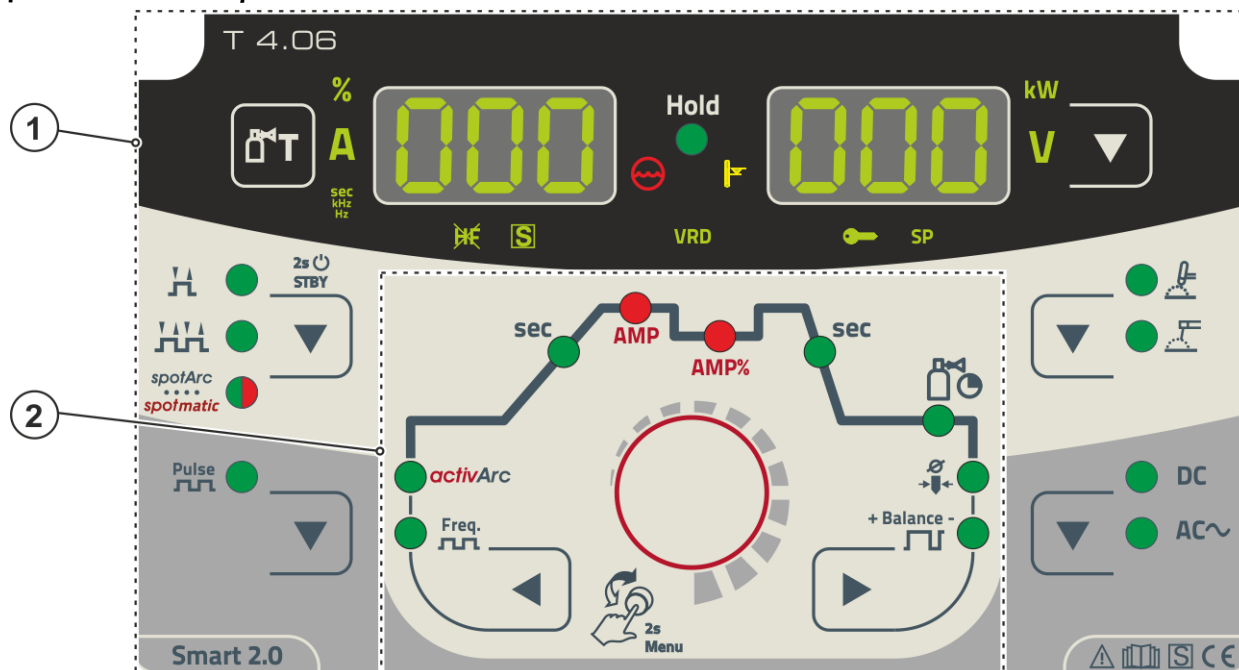 T 4.06
1
%
A
sec
kHz
Hz
T
000
Hold
000
kW
V
HF
S
VRD
SP
2s
STBY
spotArc
spotmatic
Pulse
2
sec
AMP
AMP%
sec
activArc
Freq.
+ Balance -
DC
AC
2s
Menu
Smart 2.0
S CE